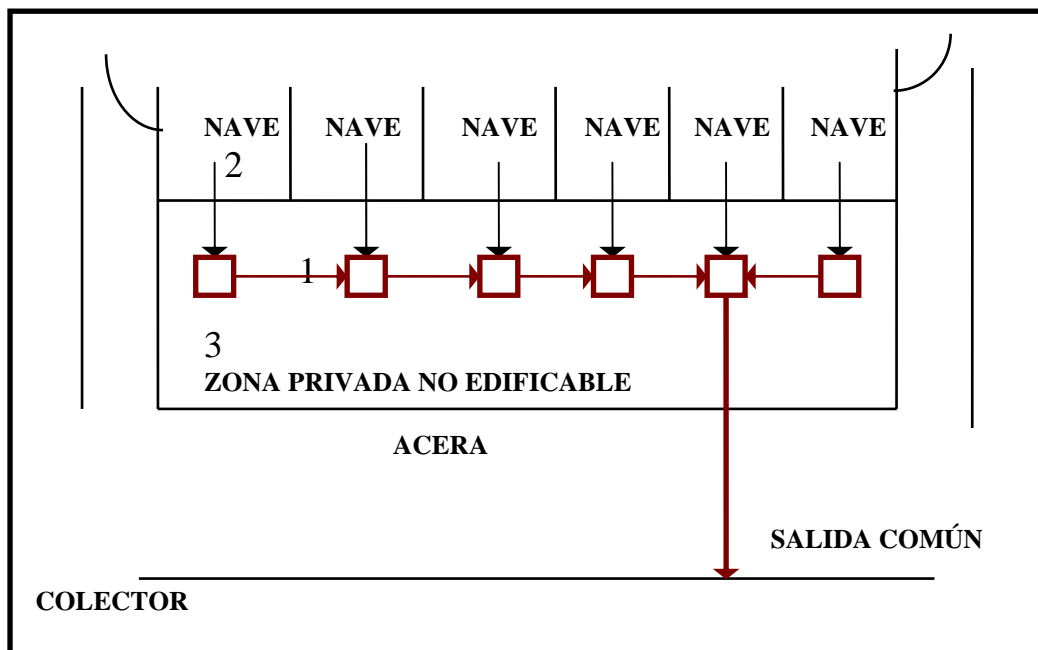 NAVE NAVE NAVE NAVE NAVE NAVE
2
1
3
ZONA PRIVADA NO EDIFICABLE
ACERA
SALIDA COMÚN
COLECTOR